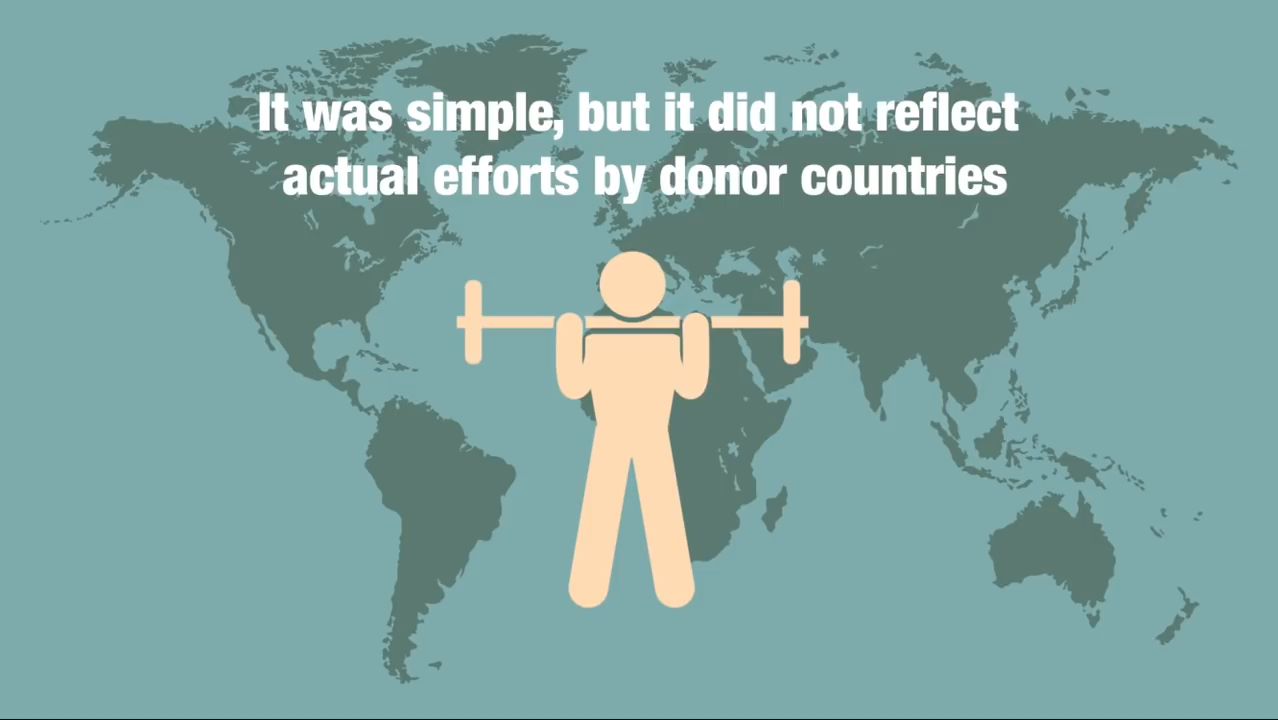 It was simple, but it did not reflect
actual efforts by donor countries